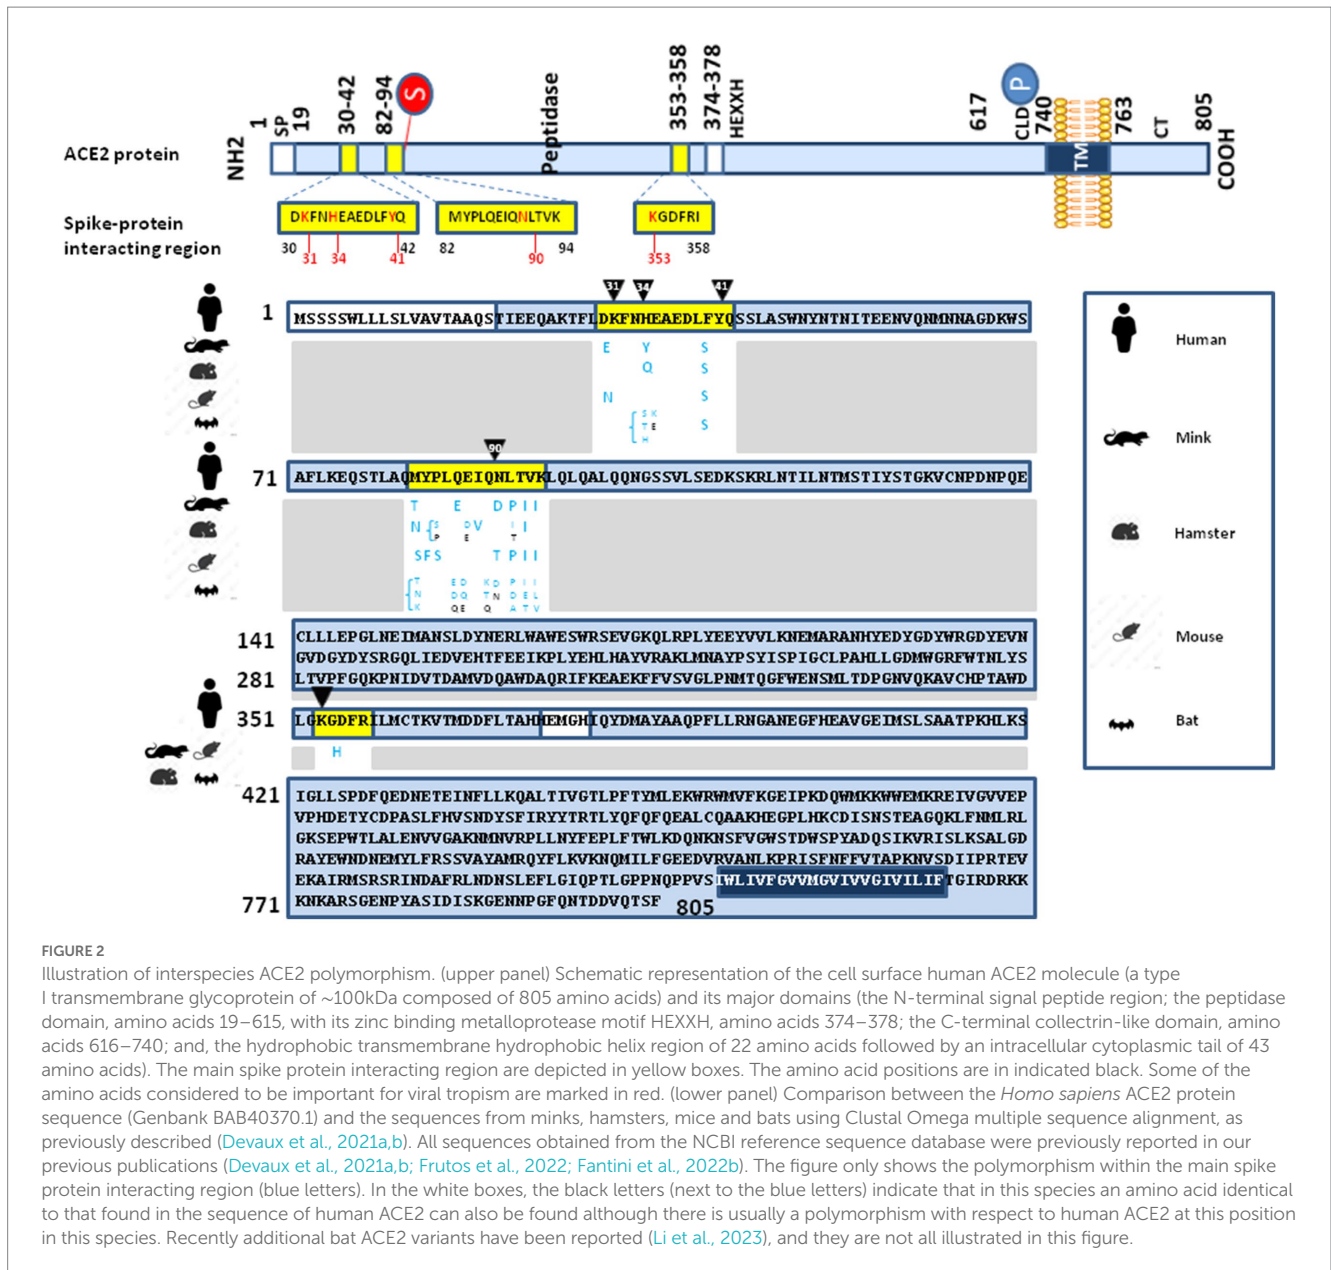 1
SP
19
30-42
82-94
S
Peptidase
353-358
374-378
HEXXH
617
CLD
P
740
763
CT
805
ACE2 protein
NH2
TM
COOH
Spike-protein
interacting region
DKFNHEAEDLFYQ
MYPLQEIQNLTVK
KGDFRI
30 31 34 41 42
82 90 94
353 358
31 34 41
1 MSSSSWLLLSLVAVTAAQSTIEEQAKTFLDKFNHEAEDLFYQSSLASWNYNTNITEENVQNMNNAGDKWS
E Y S
Q S
N S
S K
T E S
H
90
71 AFLKEQSTLAQMYPLQEIQNLTVKLQLQALQQNGSSVLSEDKSKRLNTILNTMSTIYSTGKVCNPDNPQE
T E D P I I
N S D V I I
P E T
S F S T P I I
T E D K D P I I
N D Q T N D E L
K Q E Q A T V
141 CLLLEPGLNEIMANSLDYNERLWAWESWRSEVGKQLRPLYEEYVVLKNEMARANHYEDYGDYWRGDYEVN
GVDGYDYSRGQLIEDVEHTFEEIKPLYEHLHAYVRAKLMNAYPSYISPIGCLPAHLLGDMWGRFWTNLYS
281 LTVPFGQKPNIDVTDAMVDQAWDAQRIFKEAEKFFVSVGLPNMTQGFWENSMLTDPGNVQKAVCHPTAWD
351 LGKGDFRILMCTKVTMDDFLTAHHEMGHIQYDMAYAAQPFLLRNGANEGFHEAVGEIMSLSAATPKHLKS
H
421 IGLLSPDFQEDNETEINFLLKQALTIVGTLPFTYMLEKWRWMVFKGEIPKDQWMKKWWEMKREIVGVVEP
VPHDETYCDPASLFHVSNDYSFIRYYTRTLYQFQFQEALCQAAKHEGPLHKCDISNSTEAGQKLFNMLRL
GKSEPWTLALENVVGAKNMNVRPLLNYFEPLFTWLKDQNKNSFVGWSTDWSPYADQSIKVRISLKSALGD
RAYEWNDNEMYLFRSSVAYAMRQYFLKVKNQMILFGEEDVRVANLKPRISFNFFVTAPKNVSDIIPRTEV
EKAIRMSRSRINDAFRLNDNSLEFLGIQPTLGPPNQPPVSIWLIVFGVVMGVIVVGIVILIFTGIRDRKK
771 KNKARSGENPYASIDISKGENNPGFQNTDDVQTSF 805
Human
Mink
Hamster
Mouse
Bat
FIGURE 2
Illustration of interspecies ACE2 polymorphism. (upper panel) Schematic representation of the cell surface human ACE2 molecule (a type
I transmembrane glycoprotein of ~100kDa composed of 805 amino acids) and its major domains (the N-terminal signal peptide region; the peptidase
domain, amino acids 19–615, with its zinc binding metalloprotease motif HEXXH, amino acids 374–378; the C-terminal collectrin-like domain, amino
acids 616–740; and, the hydrophobic transmembrane hydrophobic helix region of 22 amino acids followed by an intracellular cytoplasmic tail of 43
amino acids). The main spike protein interacting region are depicted in yellow boxes. The amino acid positions are in indicated black. Some of the
amino acids considered to be important for viral tropism are marked in red. (lower panel) Comparison between the Homo sapiens ACE2 protein
sequence (Genbank BAB40370.1) and the sequences from minks, hamsters, mice and bats using Clustal Omega multiple sequence alignment, as
previously described (Devaux et al., 2021a,b). All sequences obtained from the NCBI reference sequence database were previously reported in our
previous publications (Devaux et al., 2021a,b; Frutos et al., 2022; Fantini et al., 2022b). The figure only shows the polymorphism within the main spike
protein interacting region (blue letters). In the white boxes, the black letters (next to the blue letters) indicate that in this species an amino acid identical
to that found in the sequence of human ACE2 can also be found although there is usually a polymorphism with respect to human ACE2 at this position
in this species. Recently additional bat ACE2 variants have been reported (Li et al., 2023), and they are not all illustrated in this figure.